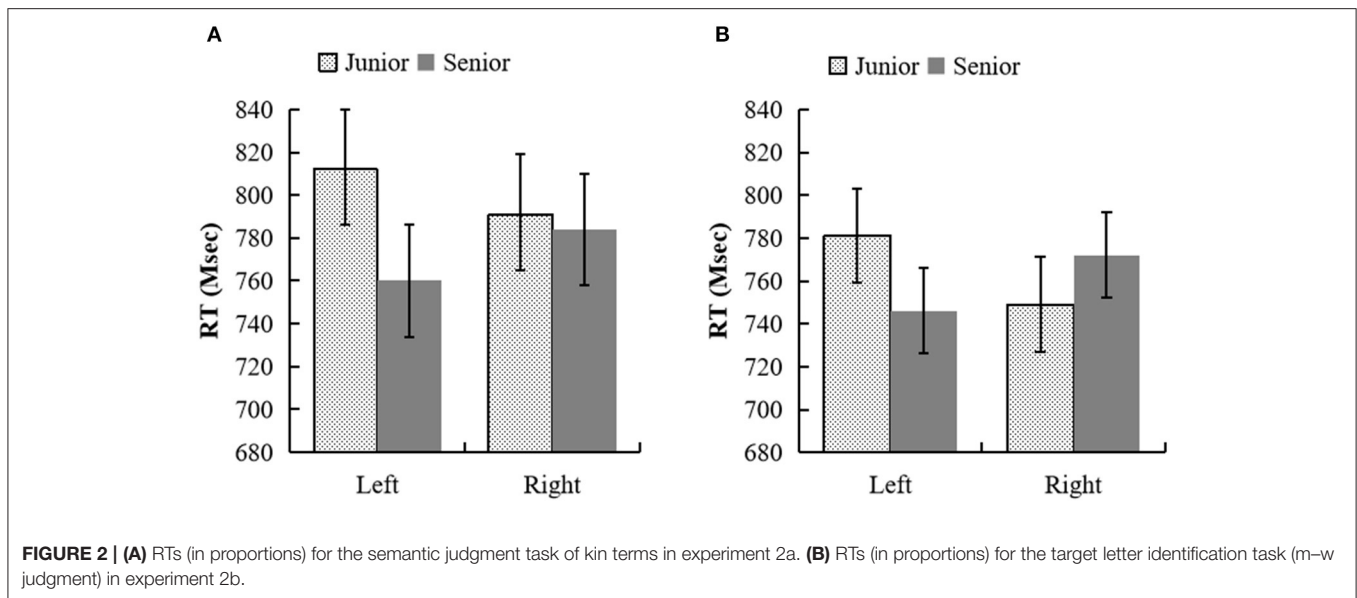 A
Junior Senior
840
820
800
780
760
740
720
700
680
RT (Msec)
Left Right
B
Junior Senior
840
820
800
780
760
740
720
700
680
RT (Msec)
Left Right
FIGURE 2 | (A) RTs (in proportions) for the semantic judgment task of kin terms in experiment 2a. (B) RTs (in proportions) for the target letter identification task (m–w
judgment) in experiment 2b.